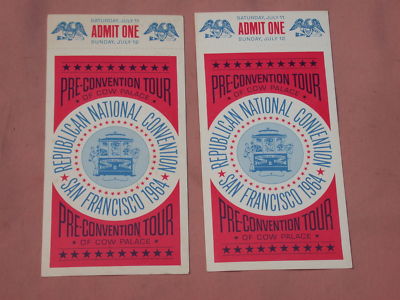 SATURDAY, JULY 11
ADMIT ONE
SUNDAY, JULY 12
PRE-CONVENTION TOUR
OF COW PALACE
REPUBLICAN NATIONAL CONVENTION
SAN FRANCISCO 1964
PRE-CONVENTION TOUR
OF COW PALACE
SATURDAY, JULY 11
ADMIT ONE
SUNDAY, JULY 12
PRE-CONVENTION TOUR
OF COW PALACE
REPUBLICAN NATIONAL CONVENTION
SAN FRANCISCO 1964
PRE-CONVENTION TOUR
OF COW PALACE